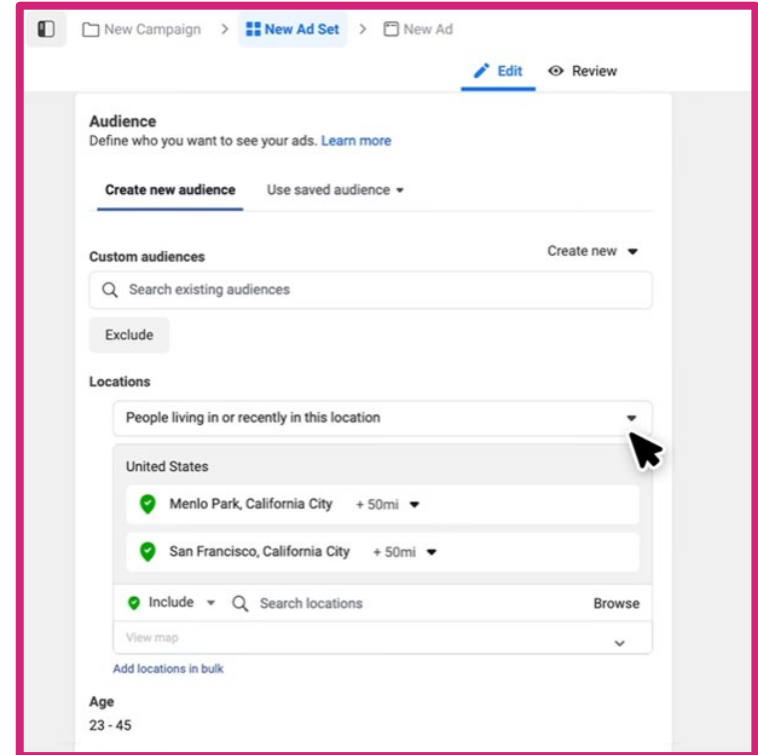 New Campaign > New Ad Set > New Ad
Edit Review
Audience
Define who you want to see your ads. Learn more
Create new audience Use saved audience
Custom audiences Create new
Search existing audiences
Exclude
Locations
People living in or recently in this location
United States
Menlo Park, California City + 50mi
San Francisco, California City + 50mi
Include Search locations Browse
View map
Add locations in bulk
Age
23 - 45